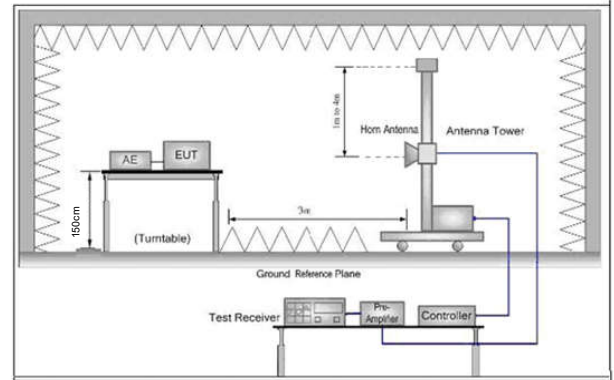 1m to 4m
Horn Antenna
Antenna Tower
AE
EUT
150cm
(Turntable)
3m
Ground Reference Plane
Test Receiver
Pre-
Amplifier
Controller